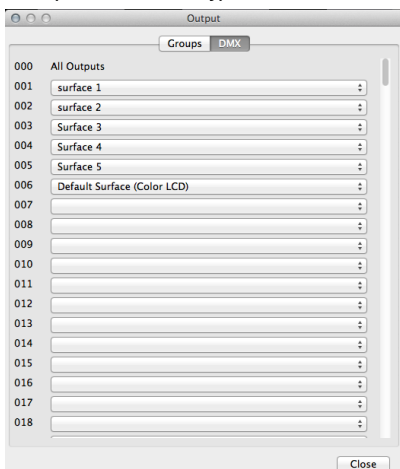 Output
Groups DMX
000 All Outputs
001 surface 1
002 surface 2
003 Surface 3
004 Surface 4
005 Surface 5
006 Default Surface (Color LCD)
007
008
009
010
011
012
013
014
015
016
017
018
Close